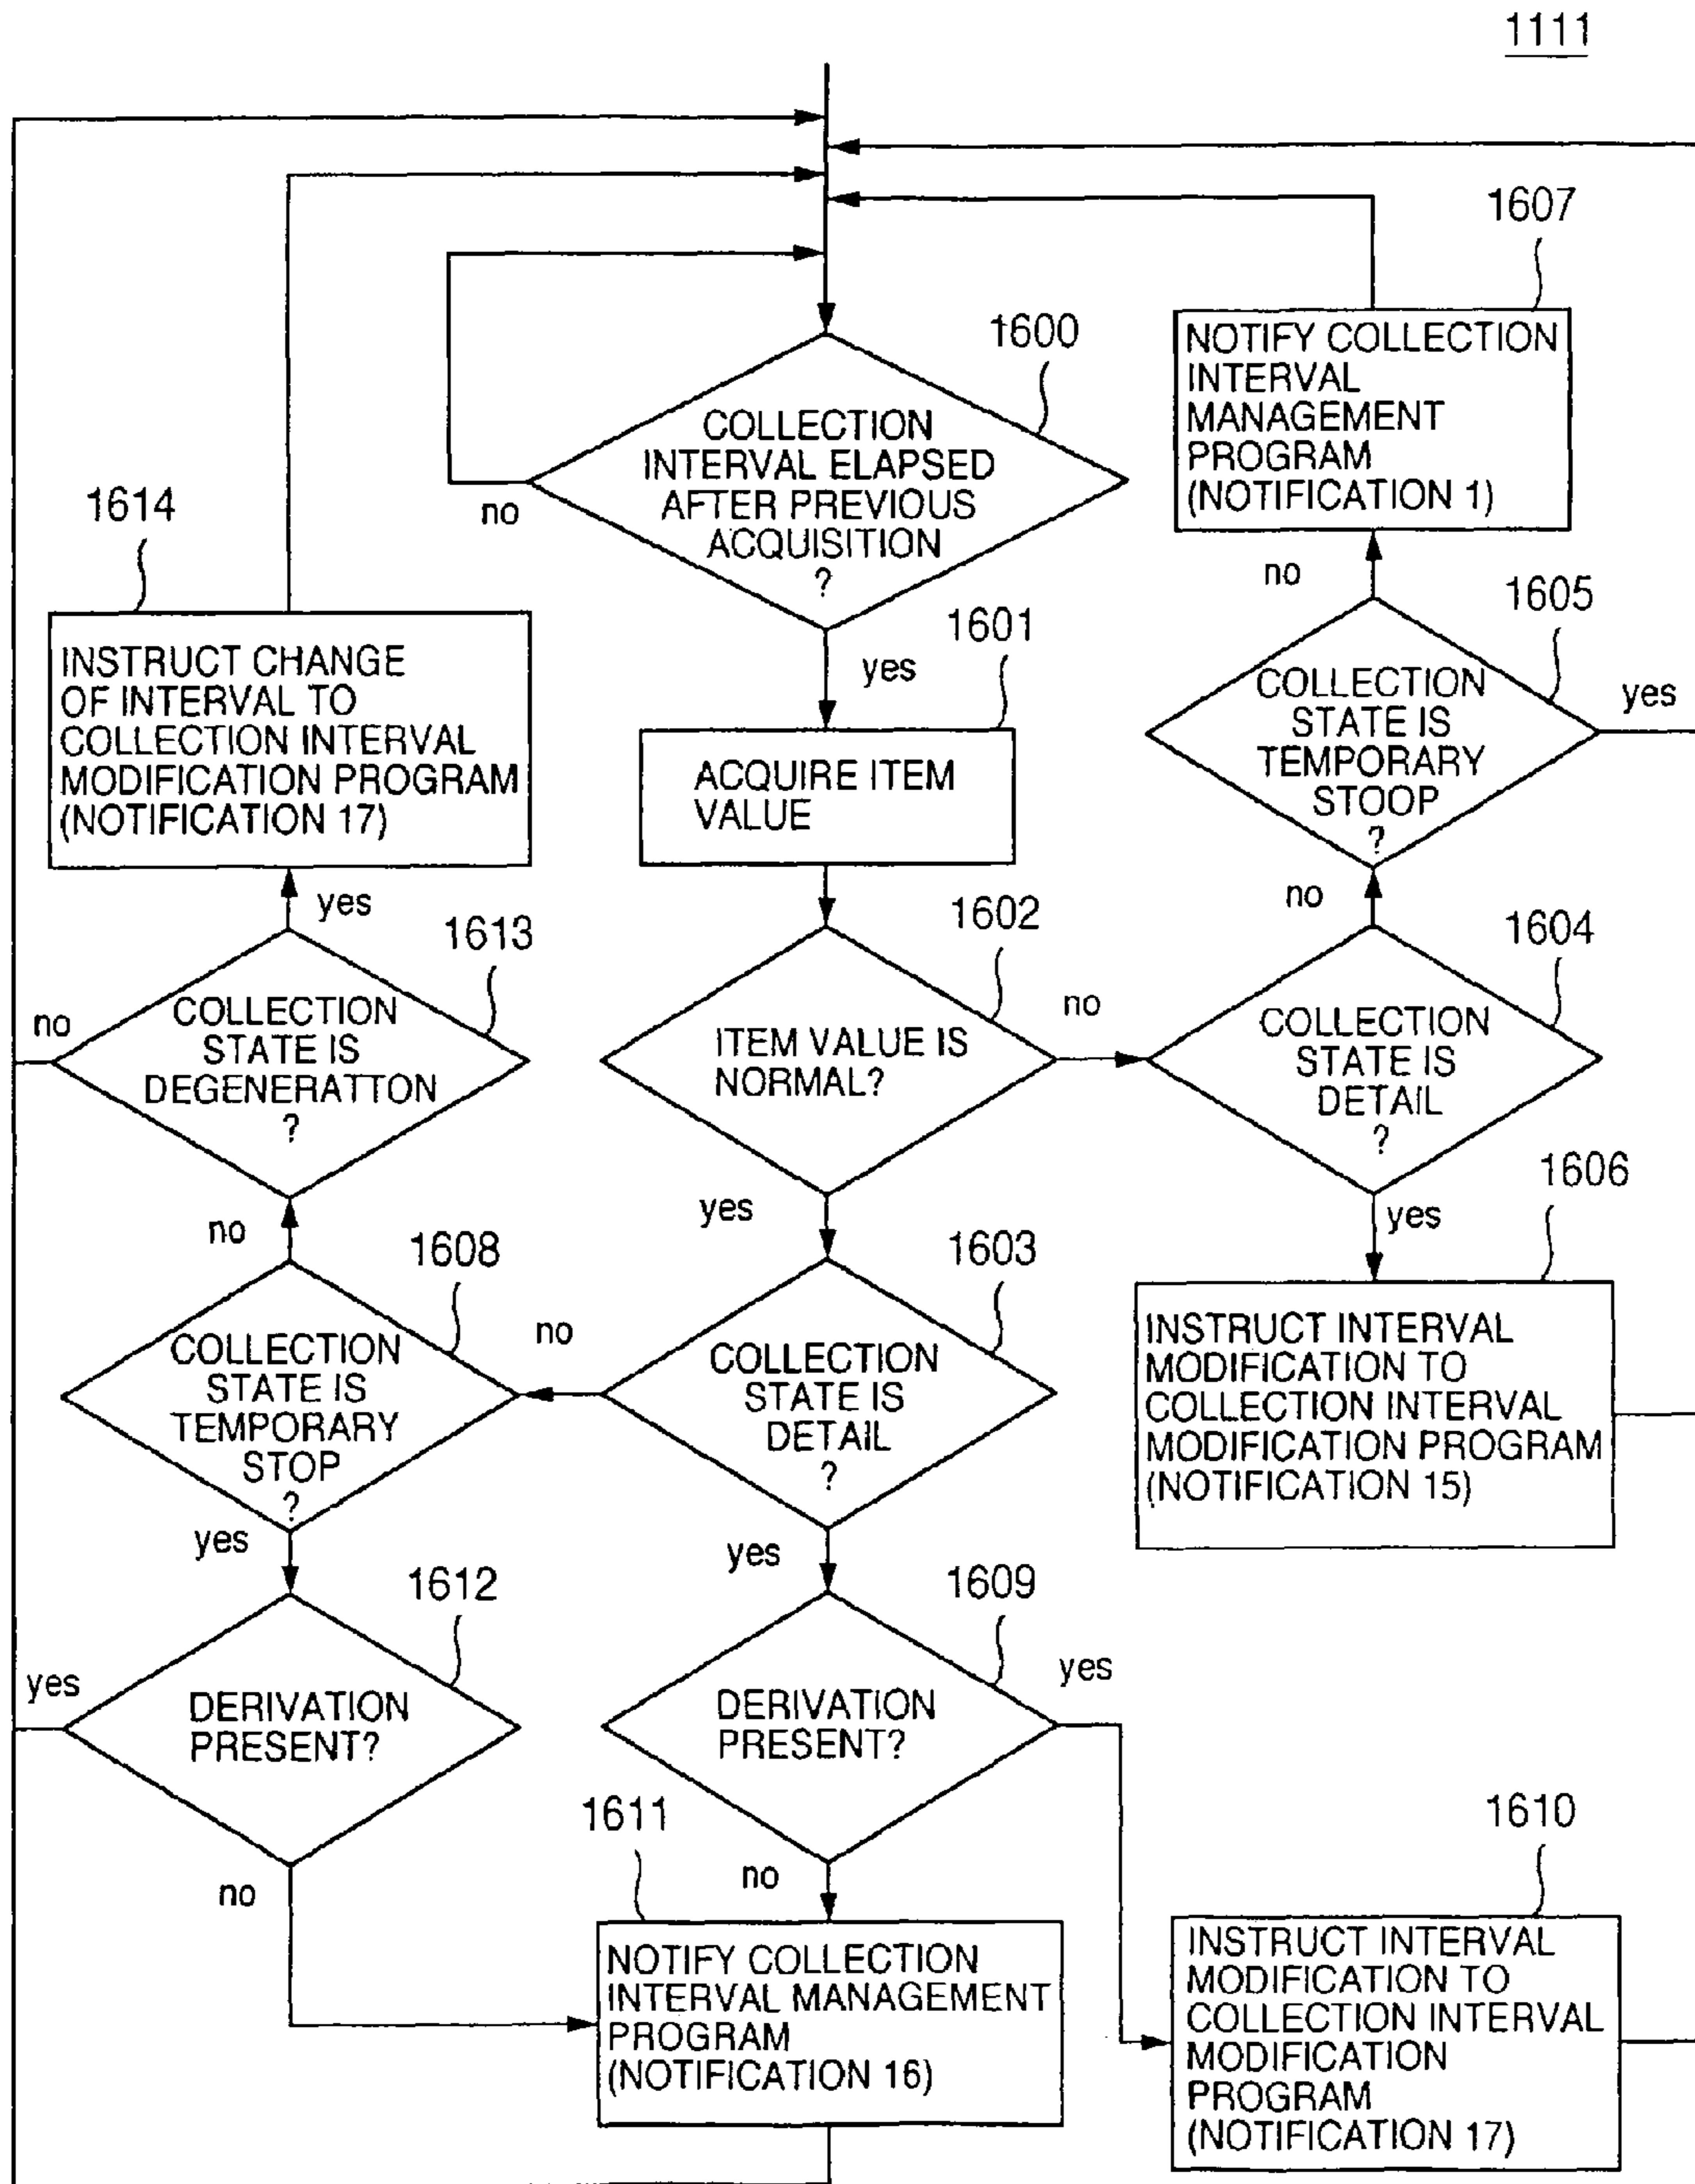 1111
1607
NOTIFY COLLECTION
INTERVAL
MANAGEMENT
PROGRAM
(NOTIFICATION 1)
1600
COLLECTION
INTERVAL ELAPSED
AFTER PREVIOUS
ACQUISITION
?
no
yes
1614
INSTRUCT CHANGE
OF INTERVAL TO
COLLECTION INTERVAL
MODIFICATION PROGRAM
(NOTIFICATION 17)
yes
1601
ACQUIRE ITEM
VALUE
no
1605
COLLECTION
STATE IS
TEMPORARY
STOOP
?
yes
no
1613
COLLECTION
STATE IS
DEGENERATTON
?
no
no
1602
ITEM VALUE IS
NORMAL?
no
yes
1604
COLLECTION
STATE IS
DETAIL
?
yes
1606
INSTRUCT INTERVAL
MODIFICATION TO
COLLECTION INTERVAL
MODIFICATION PROGRAM
(NOTIFICATION 15)
1608
COLLECTION
STATE IS
TEMPORARY
STOP
?
yes
no
1603
COLLECTION
STATE IS
DETAIL
?
yes
1612
DERIVATION
PRESENT?
yes
no
1609
DERIVATION
PRESENT?
yes
no
1611
NOTIFY COLLECTION
INTERVAL MANAGEMENT
PROGRAM
(NOTIFICATION 16)
1610
INSTRUCT INTERVAL
MODIFICATION TO
COLLECTION INTERVAL
MODIFICATION
PROGRAM
(NOTIFICATION 17)